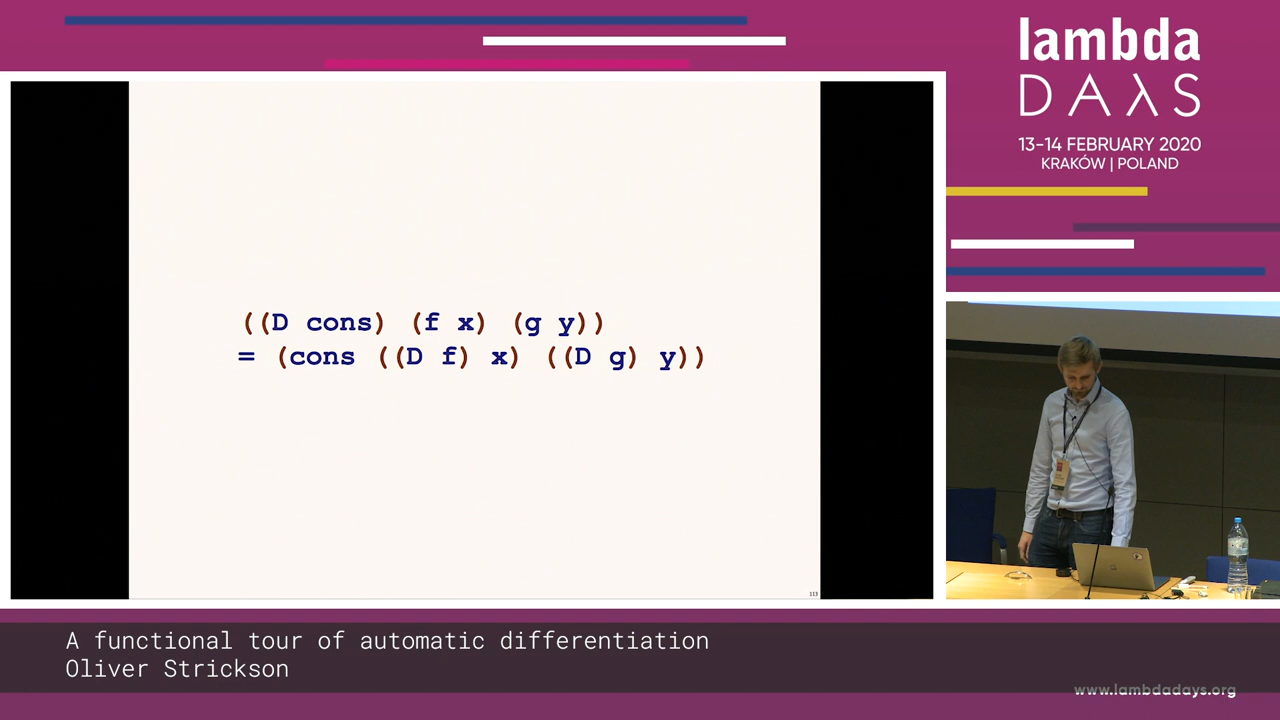 lambda
DAλS
13-14 FEBRUARY 2020
KRAKÓW | POLAND
((D cons) (f x) (g y))
= (cons ((D f) x) ((D g) y))
113
A functional tour of automatic differentiation
Oliver Strickson
www.lambdadays.org